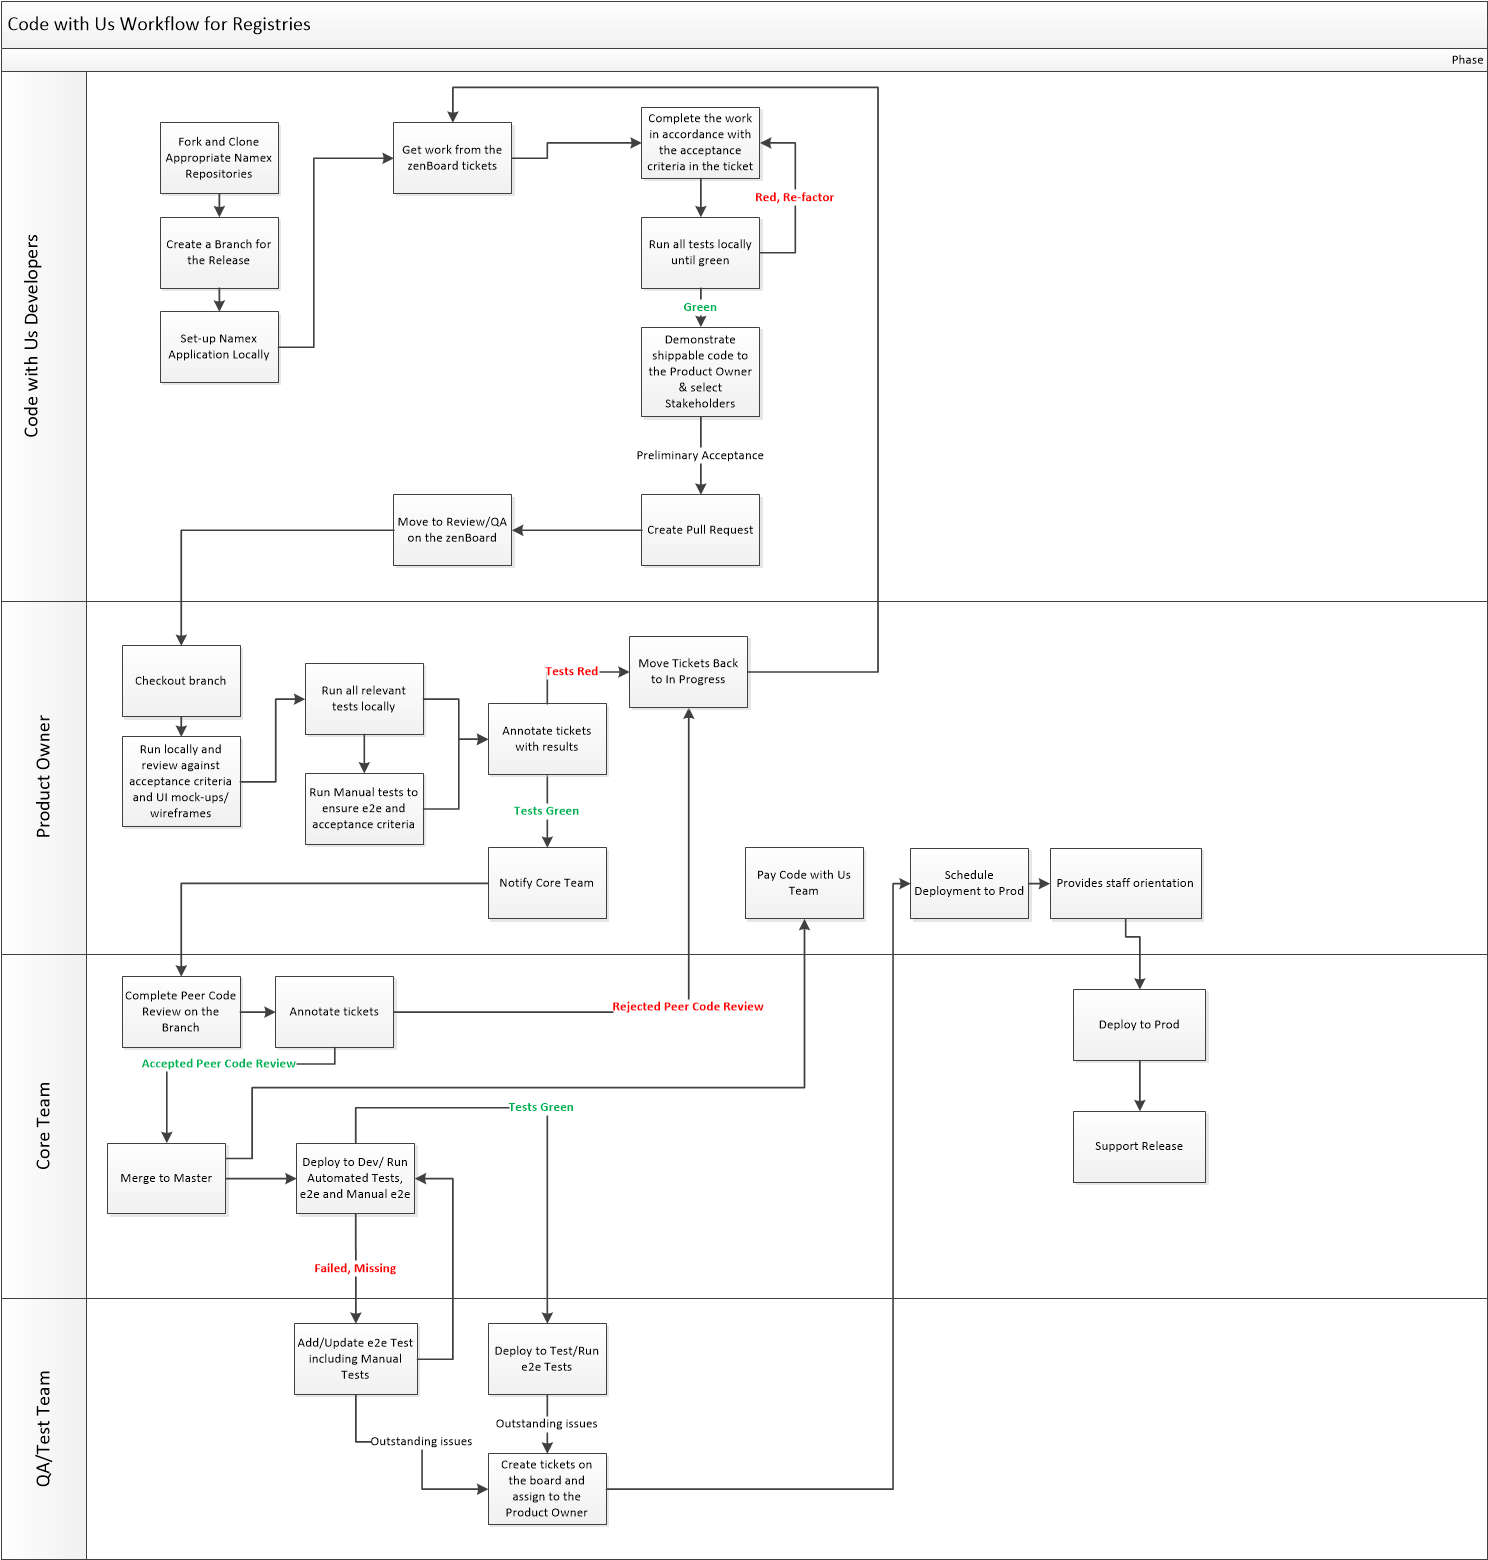 Code with Us Workflow for Registries
Phase
Code with Us Developers
Fork and Clone
Appropriate Namex
Repositories
Create a Branch for
the Release
Set-up Namex
Application Locally
Get work from the
zenBoard tickets
Complete the work
in accordance with
the acceptance
criteria in the ticket
Red, Re-factor
Run all tests locally
until green
Green
Demonstrate
shippable code to
the Product Owner
& select
Stakeholders
Preliminary Acceptance
Create Pull Request
Move to Review/QA
on the zenBoard
Product Owner
Checkout branch
Run locally and
review against
acceptance criteria
and UI mock-ups/
wireframes
Run all relevant
tests locally
Run Manual tests to
ensure e2e and
acceptance criteria
Annotate tickets
with results
Tests Red
Move Tickets Back
to In Progress
Tests Green
Notify Core Team
Pay Code with Us
Team
Schedule
Deployment to Prod
Provides staff orientation
Core Team
Complete Peer Code
Review on the
Branch
Annotate tickets
Rejected Peer Code Review
Accepted Peer Code Review
Merge to Master
Deploy to Dev/ Run
Automated Tests,
e2e and Manual e2e
Tests Green
Failed, Missing
Deploy to Prod
Support Release
QA/Test Team
Add/Update e2e Test
including Manual
Tests
Deploy to Test/Run
e2e Tests
Outstanding issues
Outstanding issues
Create tickets on
the board and
assign to the
Product Owner